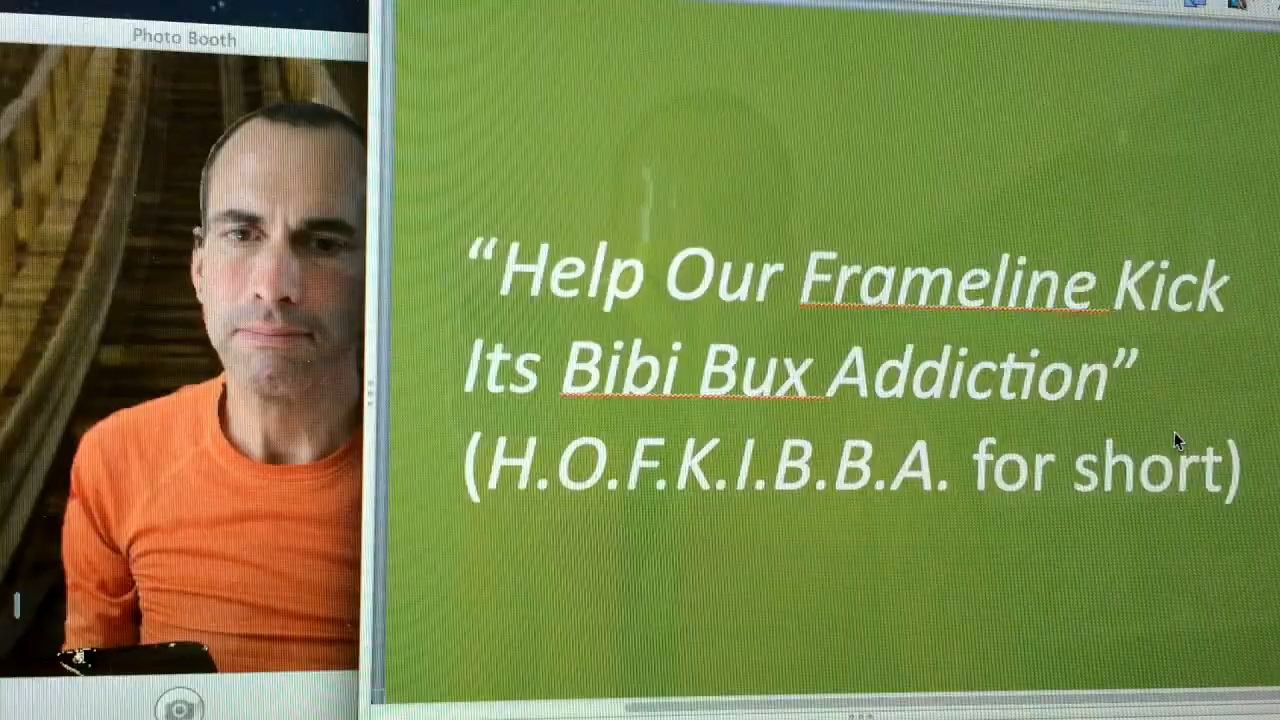 Photo Booth
“Help Our Frameline Kick
Its Bibi Bux Addiction”
(H.O.F.K.I.B.B.A. for short)